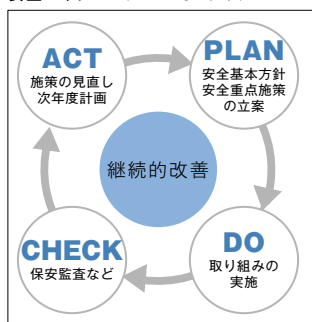 ACT
施策の見直し
次年度計画
PLAN
安全基本方針
安全重点施策
の立案
継続的改善
CHECK
保安監査など
DO
取り組みの
実施